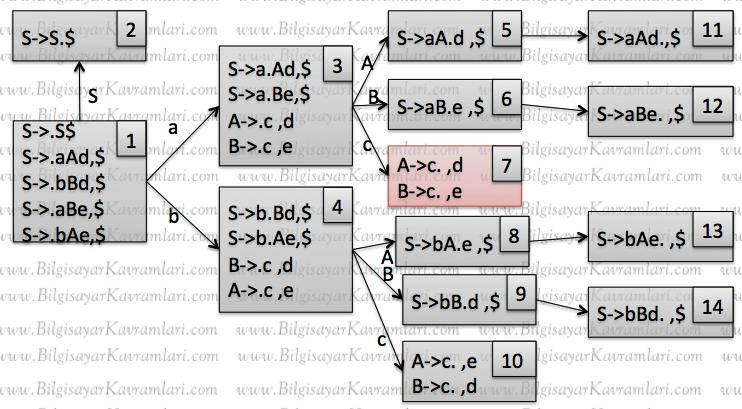 S->S.$ 2
S
S->.S$ 1
S->.aAd,$
S->.bBd,$
S->.aBe,$
S->.bAe,$
a
b
S->a.Ad,$ 3
S->a.Be,$
A->.c ,d
B->.c ,e
S->b.Bd,$ 4
S->b.Ae,$
B->.c ,d
A->.c ,e
A
B
c
A
B
c
S->aA.d ,$ 5
S->aB.e ,$ 6
A->c. ,d 7
B->c. ,e
S->bA.e ,$ 8
S->bB.d ,$ 9
A->c. ,e 10
B->c. ,d
S->aAd.,$ 11
S->aBe. ,$ 12
S->bAe. ,$ 13
S->bBd. ,$ 14
www.BilgisayarKavramlari.com